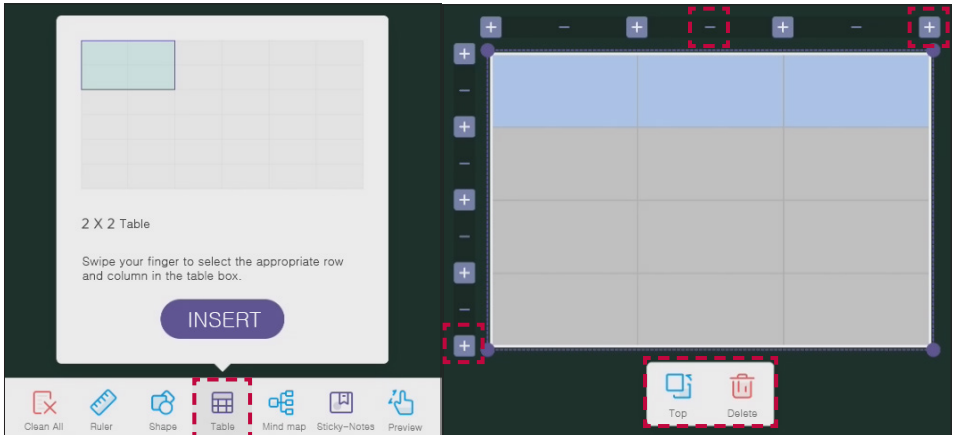 2 X 2 Table
Swipe your finger to select the appropriate row
and column in the table box.
INSERT
Clean All
Ruler
Shape
Table
Mind map
Sticky-Notes
Preview
Top
Delete